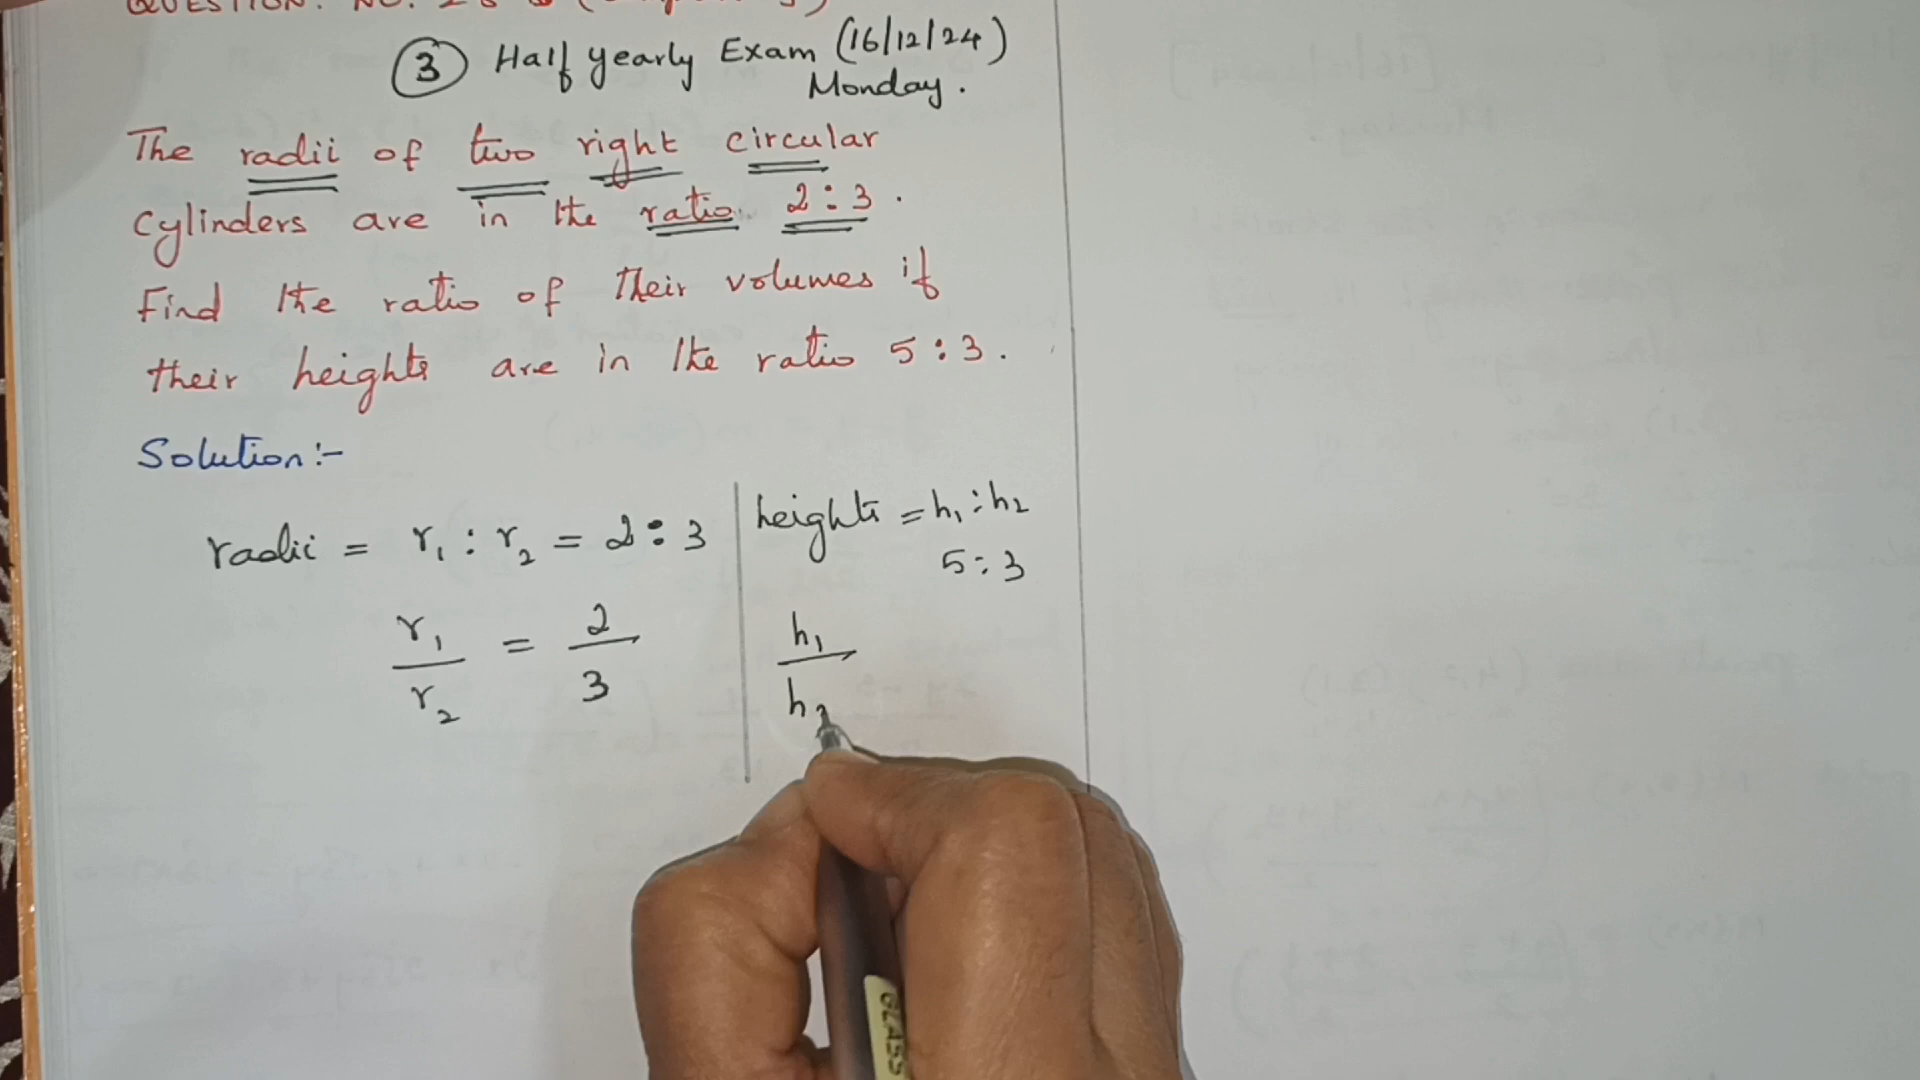 ③ Half yearly Exam (16/12/24)
Monday.
The radii of two right circular
Cylinders are in the ratio 2:3.
Find the ratio of their volumes if
their heights are in the ratio 5:3.
Solution:-
radii = r₁ : r₂ = 2:3
r₁/r₂ = 2/3
heights = h₁:h₂
5:3
h₁/h₂
GLASS